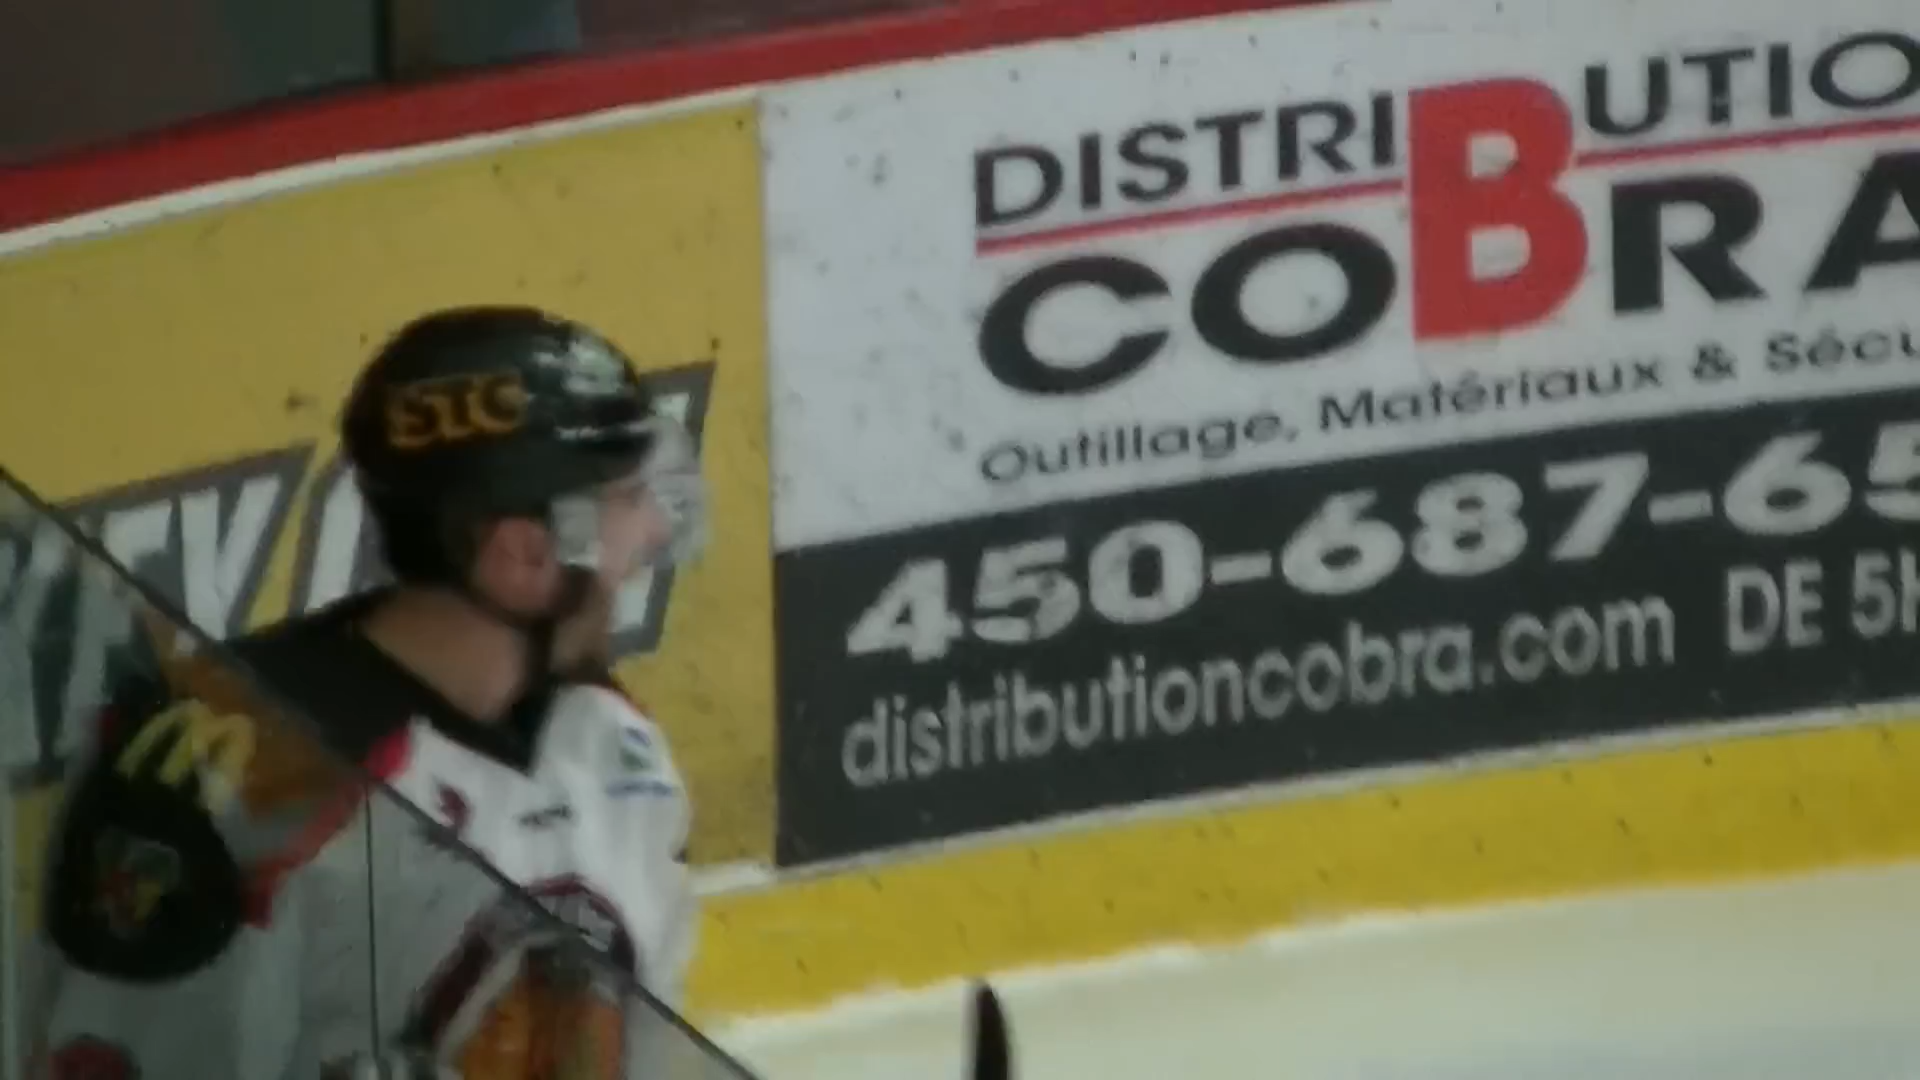 DISTRIBUTIO
COBRA
Outillage, Matériaux & Sécu
450-687-65
distributioncobra.com DE 5H
STC